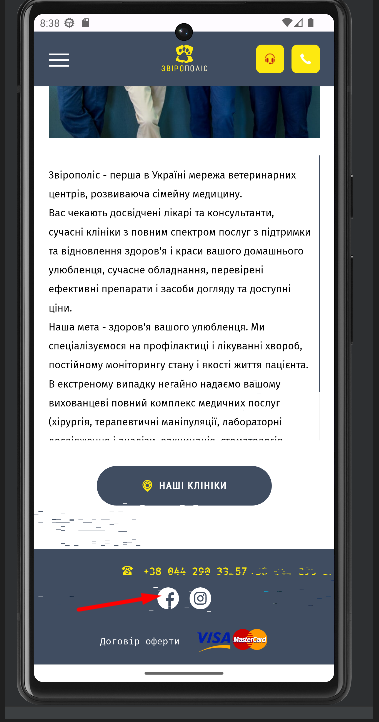 8:38
ЗВІРОПОЛІС
Звірополіс - перша в Україні мережа ветеринарних
центрів, розвиваюча сімейну медицину.
Вас чекають досвідчені лікарі та консультанти,
сучасні клініки з повним спектром послуг з підтримки
та відновлення здоров'я і краси вашого домашнього
улюбленця, сучасне обладнання, перевірені
ефективні препарати і засоби догляду та доступні
ціни.
Наша мета - здоров'я вашого улюбленця. Ми
спеціалізуємося на профілактиці і лікуванні хвороб,
постійному моніторингу стану і якості життя пацієнта.
В екстреному випадку негайно надаємо вашому
вихованцеві повний комплекс медичних послуг
(хірургія, терапевтичні маніпуляції, лабораторні
НАШІ КЛІНІКИ
+38 044 290 33 57
Договір оферти VISA MasterCard